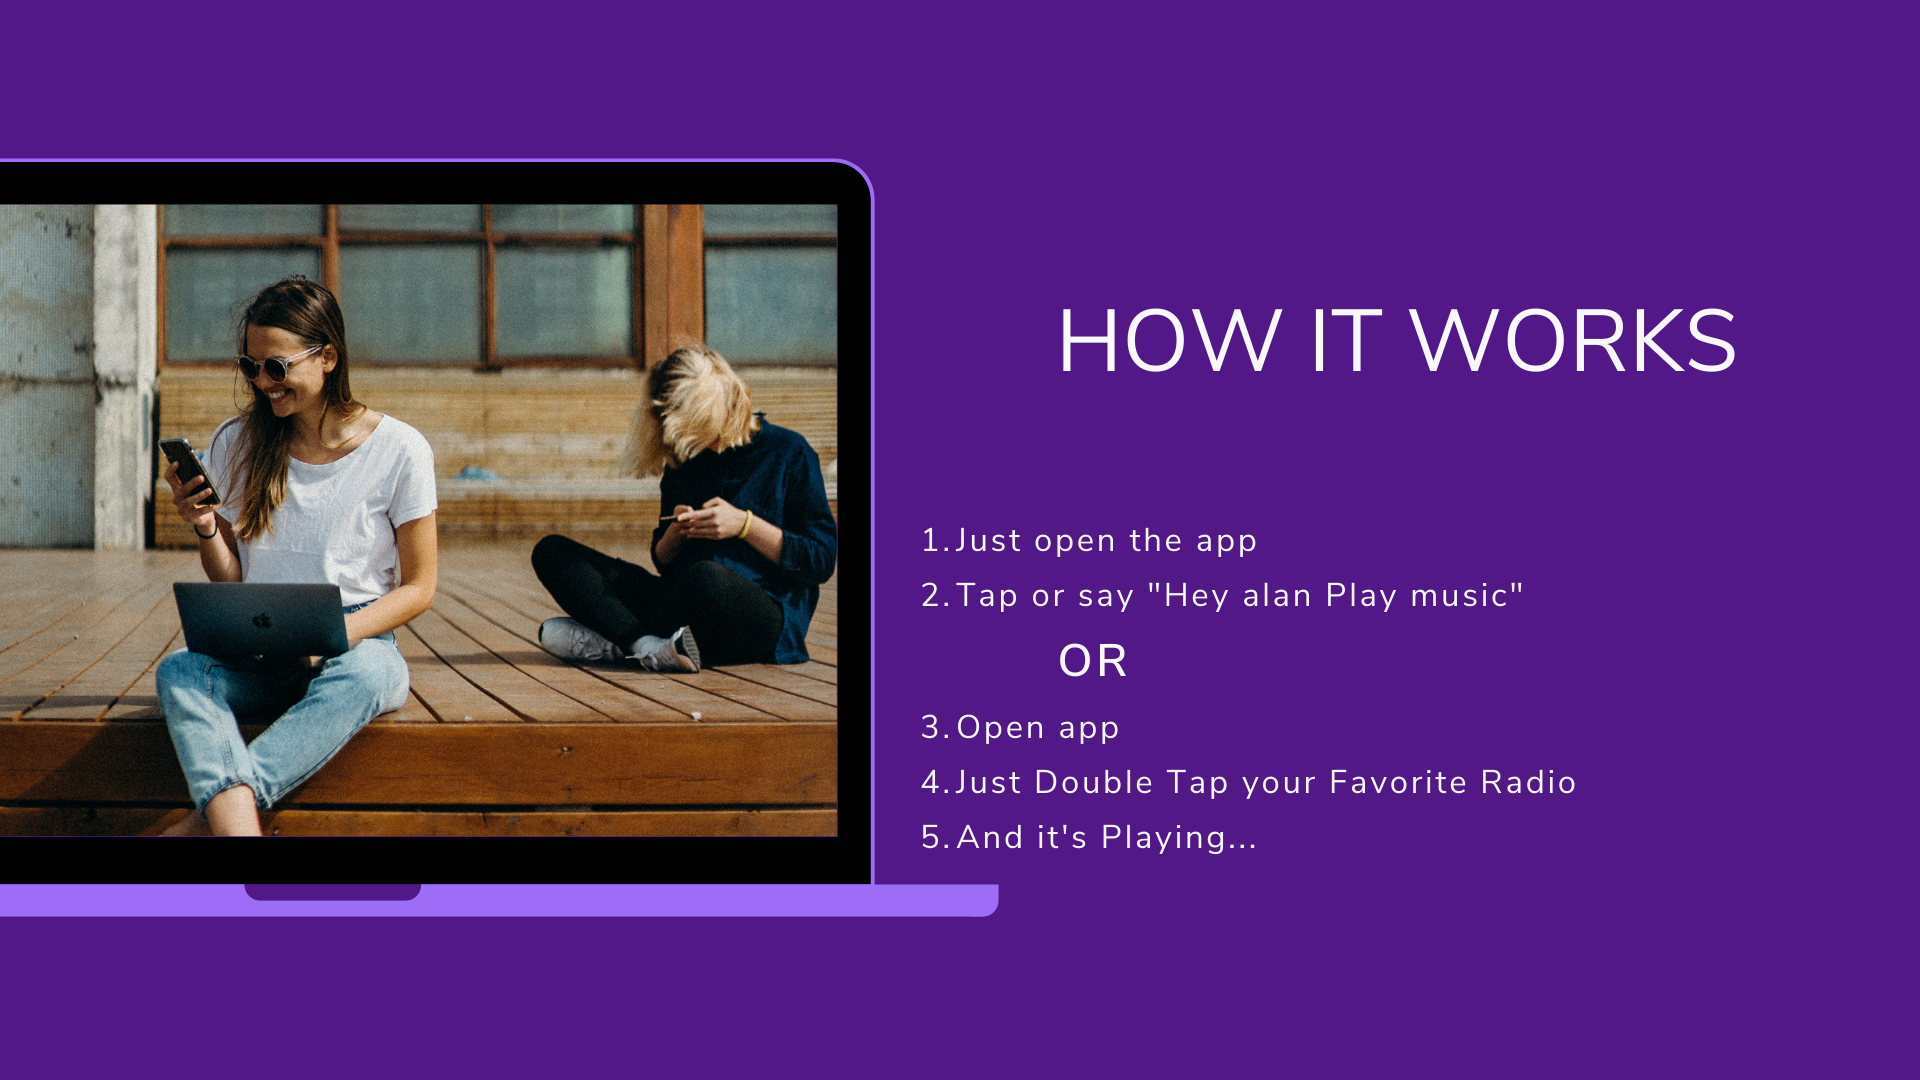 HOW IT WORKS
1. Just open the app
2. Tap or say "Hey alan Play music"
OR
3. Open app
4. Just Double Tap your Favorite Radio
5. And it's Playing...